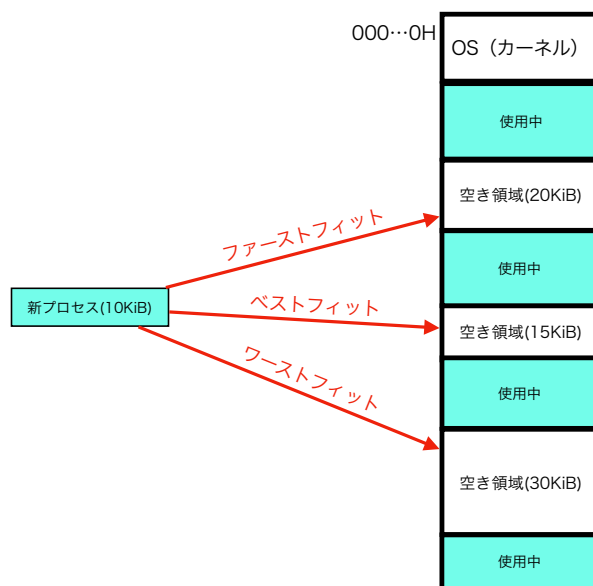 000…0H
OS（カーネル）
使用中
空き領域(20KiB)
ファーストフィット
使用中
新プロセス(10KiB)
ベストフィット
空き領域(15KiB)
ワーストフィット
使用中
空き領域(30KiB)
使用中